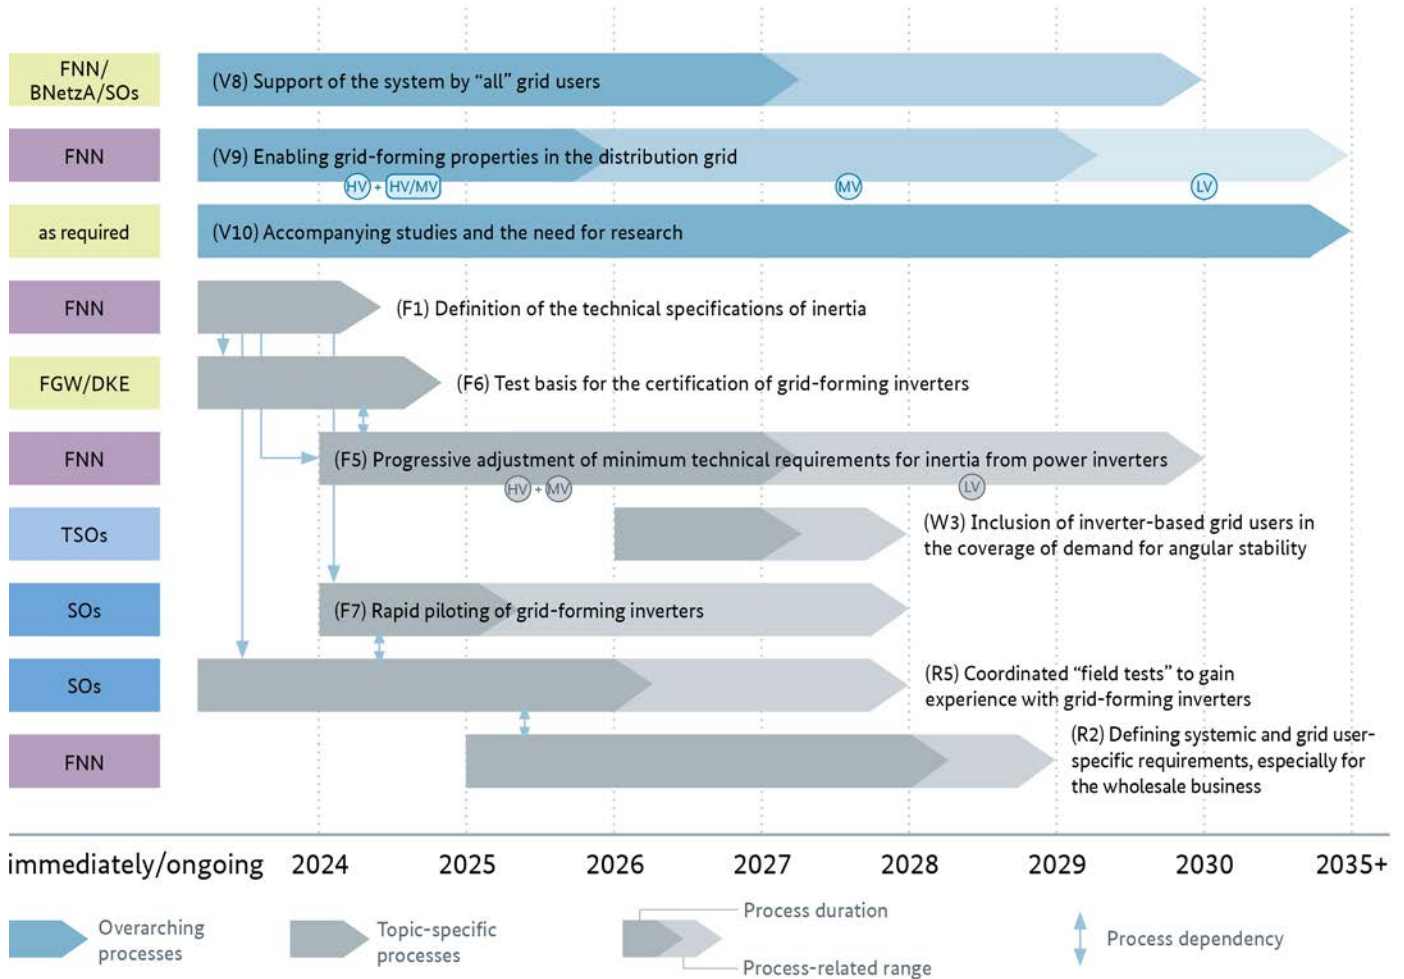 FNN/
BNetzA/SOs
(V8) Support of the system by “all” grid users
FNN
(V9) Enabling grid-forming properties in the distribution grid
HV + HV/MV
MV
LV
as required
(V10) Accompanying studies and the need for research
FNN
(F1) Definition of the technical specifications of inertia
FGW/DKE
(F6) Test basis for the certification of grid-forming inverters
FNN
(F5) Progressive adjustment of minimum technical requirements for inertia from power inverters
HV + MV
LV
TSOs
(W3) Inclusion of inverter-based grid users in
the coverage of demand for angular stability
SOs
(F7) Rapid piloting of grid-forming inverters
SOs
(R5) Coordinated “field tests” to gain
experience with grid-forming inverters
FNN
(R2) Defining systemic and grid user-
specific requirements, especially for
the wholesale business
immediately/ongoing 2024 2025 2026 2027 2028 2029 2030 2035+
Overarching
processes
Topic-specific
processes
Process duration
Process-related range
Process dependency